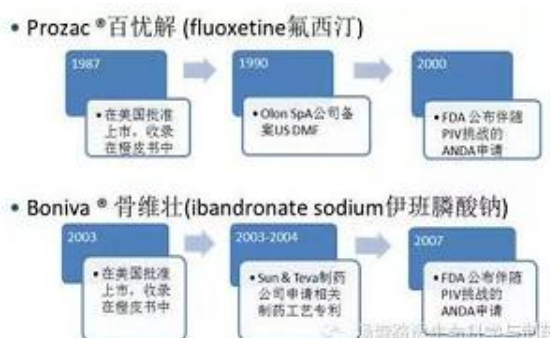 • Prozac ®百忧解 (fluoxetine氟西汀)
1987
•在美国批准
上市，收录
在橙皮书中
1990
•Olon SpA公司备
案US DMF
2000
•FDA 公布伴随
PIV挑战的
ANDA申请
• Boniva ® 骨维壮(ibandronate sodium伊班膦酸钠)
2003
•在美国批准
上市，收录
在橙皮书中
2003-2004
•Sun & Teva制药
公司申请相关
制药工艺专利
2007
•FDA 公布伴随
PIV挑战的
ANDA申请